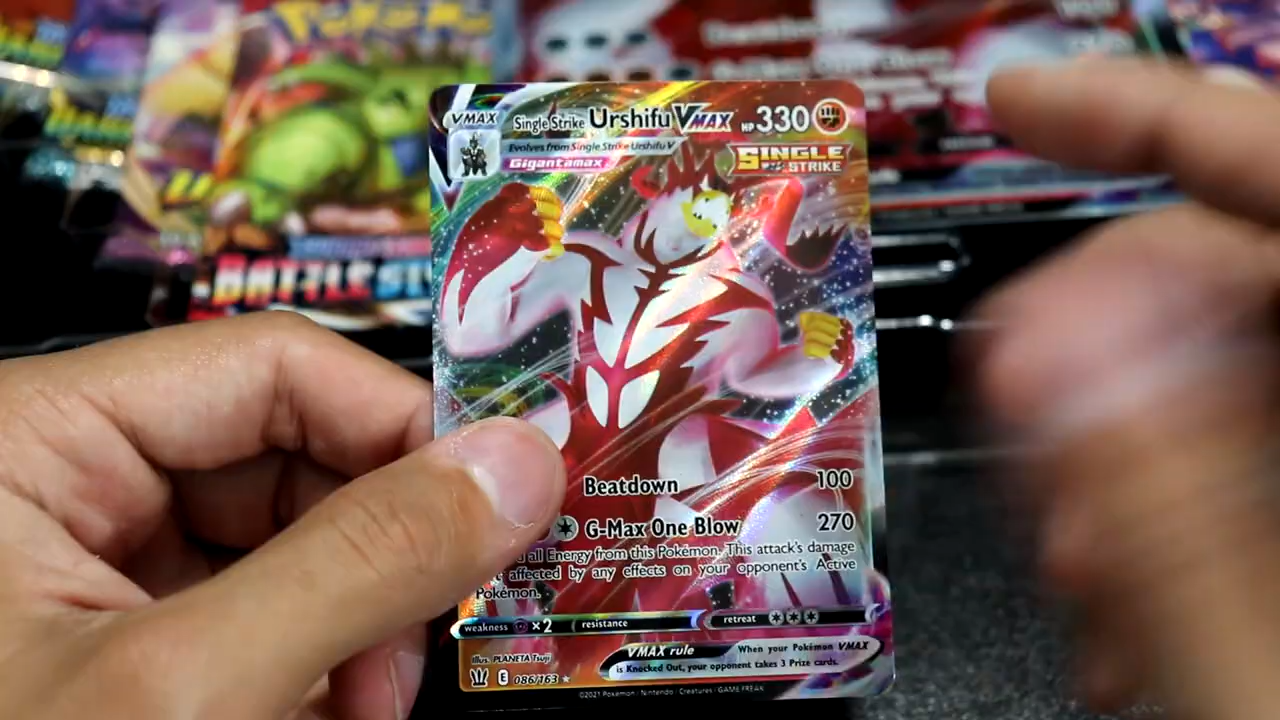 Pokémon
BATTLE
VMAX
Single Strike Urshifu VMAX HP 330
Evolves from Single Strike Urshifu V
Gigantamax
SINGLE
STRIKE
Beatdown 100
G-Max One Blow 270
all Energy from this Pokémon. This attack's damage
affected by any effects on your opponent's Active
Pokémon.
weakness ×2 resistance retreat
VMAX rule When your Pokémon VMAX
is Knocked Out, your opponent takes 3 Prize cards.
Illus. PLANETA Tsuji
E 086/163
©2021 Pokémon / Nintendo / Creatures / GAME FREAK